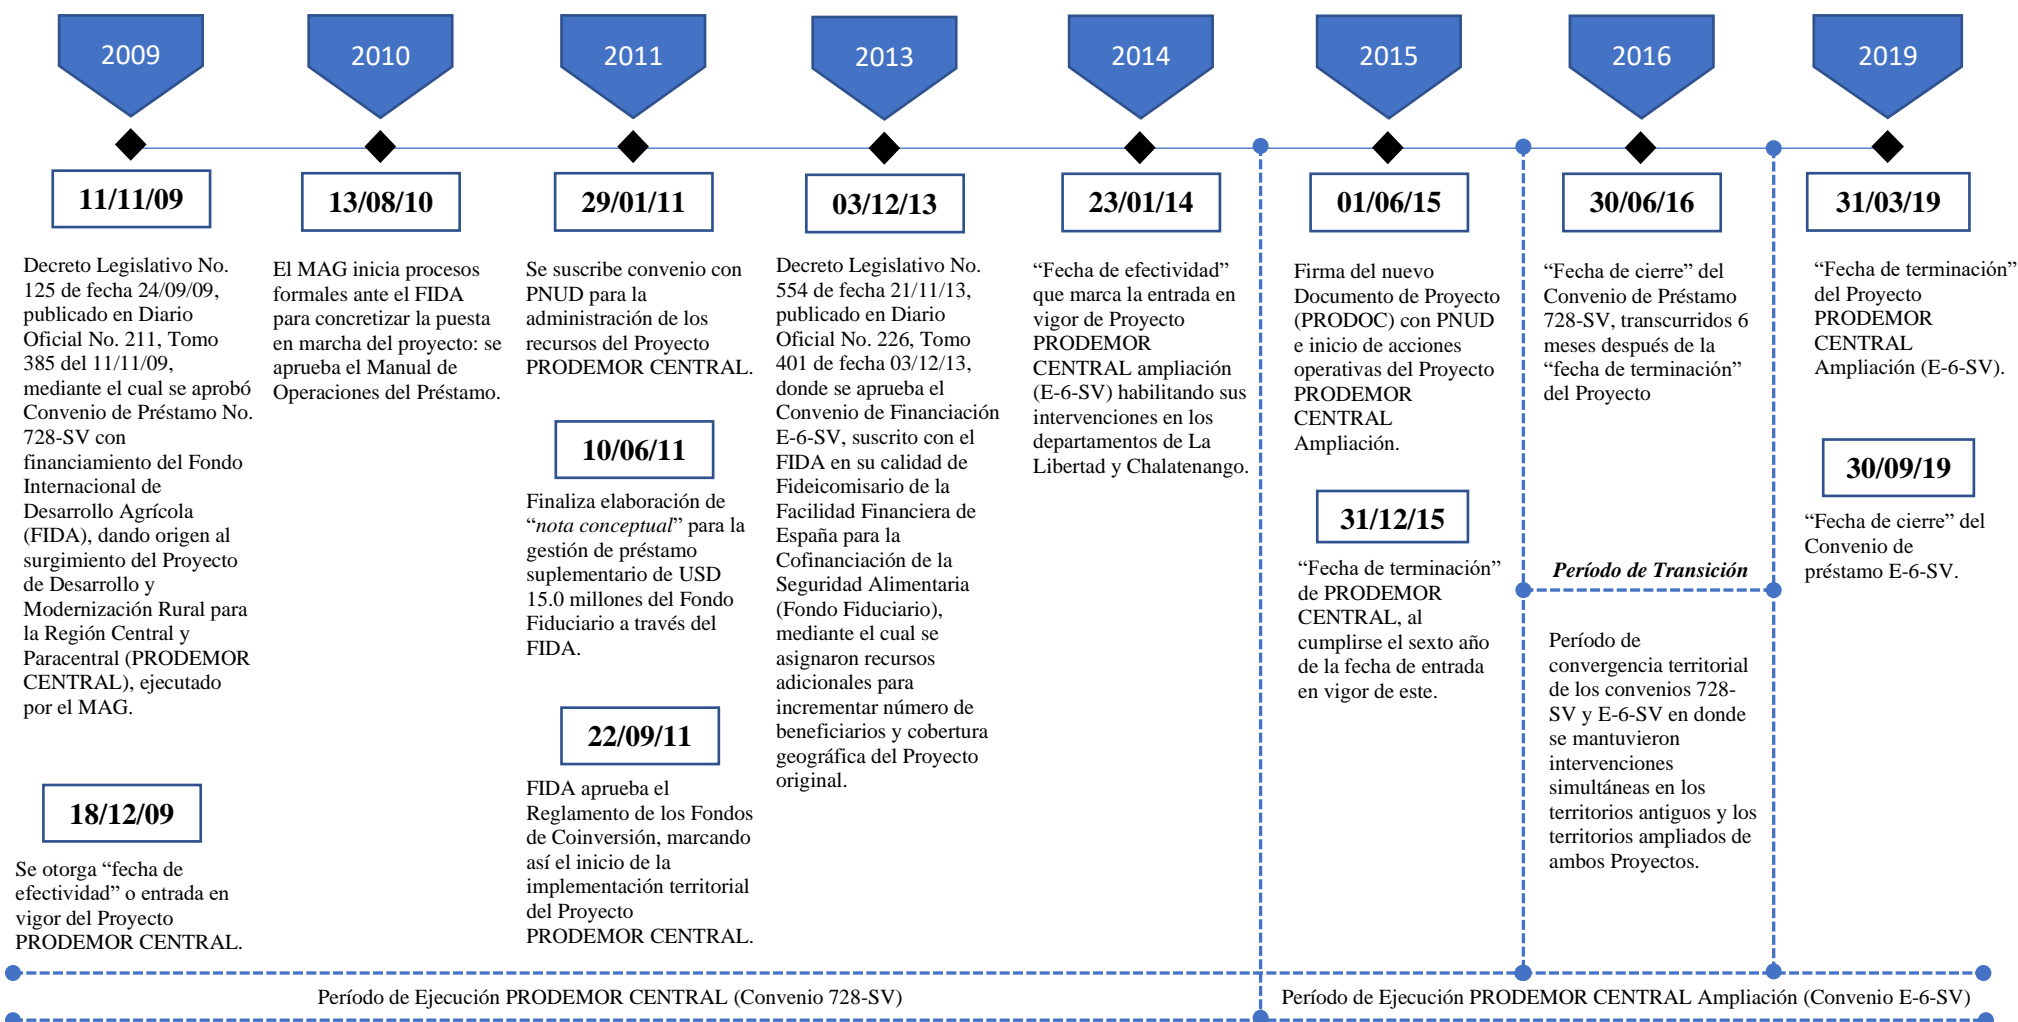 2009
2010
2011
2013
2014
2015
2016
2019
11/11/09
Decreto Legislativo No.
125 de fecha 24/09/09,
publicado en Diario
Oficial No. 211, Tomo
385 del 11/11/09,
mediante el cual se aprobó
Convenio de Préstamo No.
728-SV con
financiamiento del Fondo
Internacional de
Desarrollo Agrícola
(FIDA), dando origen al
surgimiento del Proyecto
de Desarrollo y
Modernización Rural para
la Región Central y
Paracentral (PRODEMOR
CENTRAL), ejecutado
por el MAG.
18/12/09
Se otorga “fecha de
efectividad” o entrada en
vigor del Proyecto
PRODEMOR CENTRAL.
13/08/10
El MAG inicia procesos
formales ante el FIDA
para concretizar la puesta
en marcha del proyecto: se
aprueba el Manual de
Operaciones del Préstamo.
29/01/11
Se suscribe convenio con
PNUD para la
administración de los
recursos del Proyecto
PRODEMOR CENTRAL.
10/06/11
Finaliza elaboración de
“nota conceptual” para la
gestión de préstamo
suplementario de USD
15.0 millones del Fondo
Fiduciario a través del
FIDA.
22/09/11
FIDA aprueba el
Reglamento de los Fondos
de Coinversión, marcando
así el inicio de la
implementación territorial
del Proyecto
PRODEMOR CENTRAL.
03/12/13
Decreto Legislativo No.
554 de fecha 21/11/13,
publicado en Diario
Oficial No. 226, Tomo
401 de fecha 03/12/13,
donde se aprueba el
Convenio de Financiación
E-6-SV, suscrito con el
FIDA en su calidad de
Fideicomisario de la
Facilidad Financiera de
España para la
Cofinanciación de la
Seguridad Alimentaria
(Fondo Fiduciario),
mediante el cual se
asignaron recursos
adicionales para
incrementar número de
beneficiarios y cobertura
geográfica del Proyecto
original.
23/01/14
“Fecha de efectividad”
que marca la entrada en
vigor de Proyecto
PRODEMOR
CENTRAL ampliación
(E-6-SV) habilitando sus
intervenciones en los
departamentos de La
Libertad y Chalatenango.
01/06/15
Firma del nuevo
Documento de Proyecto
(PRODOC) con PNUD
e inicio de acciones
operativas del Proyecto
PRODEMOR
CENTRAL
Ampliación.
31/12/15
“Fecha de terminación”
de PRODEMOR
CENTRAL, al
cumplirse el sexto año
de la fecha de entrada
en vigor de este.
30/06/16
“Fecha de cierre” del
Convenio de Préstamo
728-SV, transcurridos 6
meses después de la
“fecha de terminación”
del Proyecto
Período de Transición
Período de
convergencia territorial
de los convenios 728-
SV y E-6-SV en donde
se mantuvieron
intervenciones
simultáneas en los
territorios antiguos y los
territorios ampliados de
ambos Proyectos.
31/03/19
“Fecha de terminación”
del Proyecto
PRODEMOR
CENTRAL
Ampliación (E-6-SV).
30/09/19
“Fecha de cierre” del
Convenio de
préstamo E-6-SV.
Período de Ejecución PRODEMOR CENTRAL (Convenio 728-SV)
Período de Ejecución PRODEMOR CENTRAL Ampliación (Convenio E-6-SV)